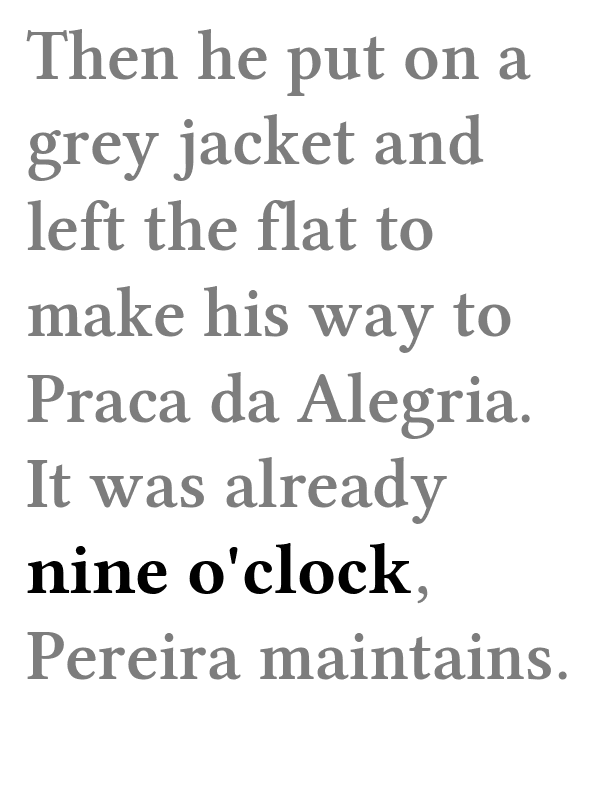 Then he put on a
grey jacket and
left the flat to
make his way to
Praca da Alegria.
It was already
nine o'clock,
Pereira maintains.